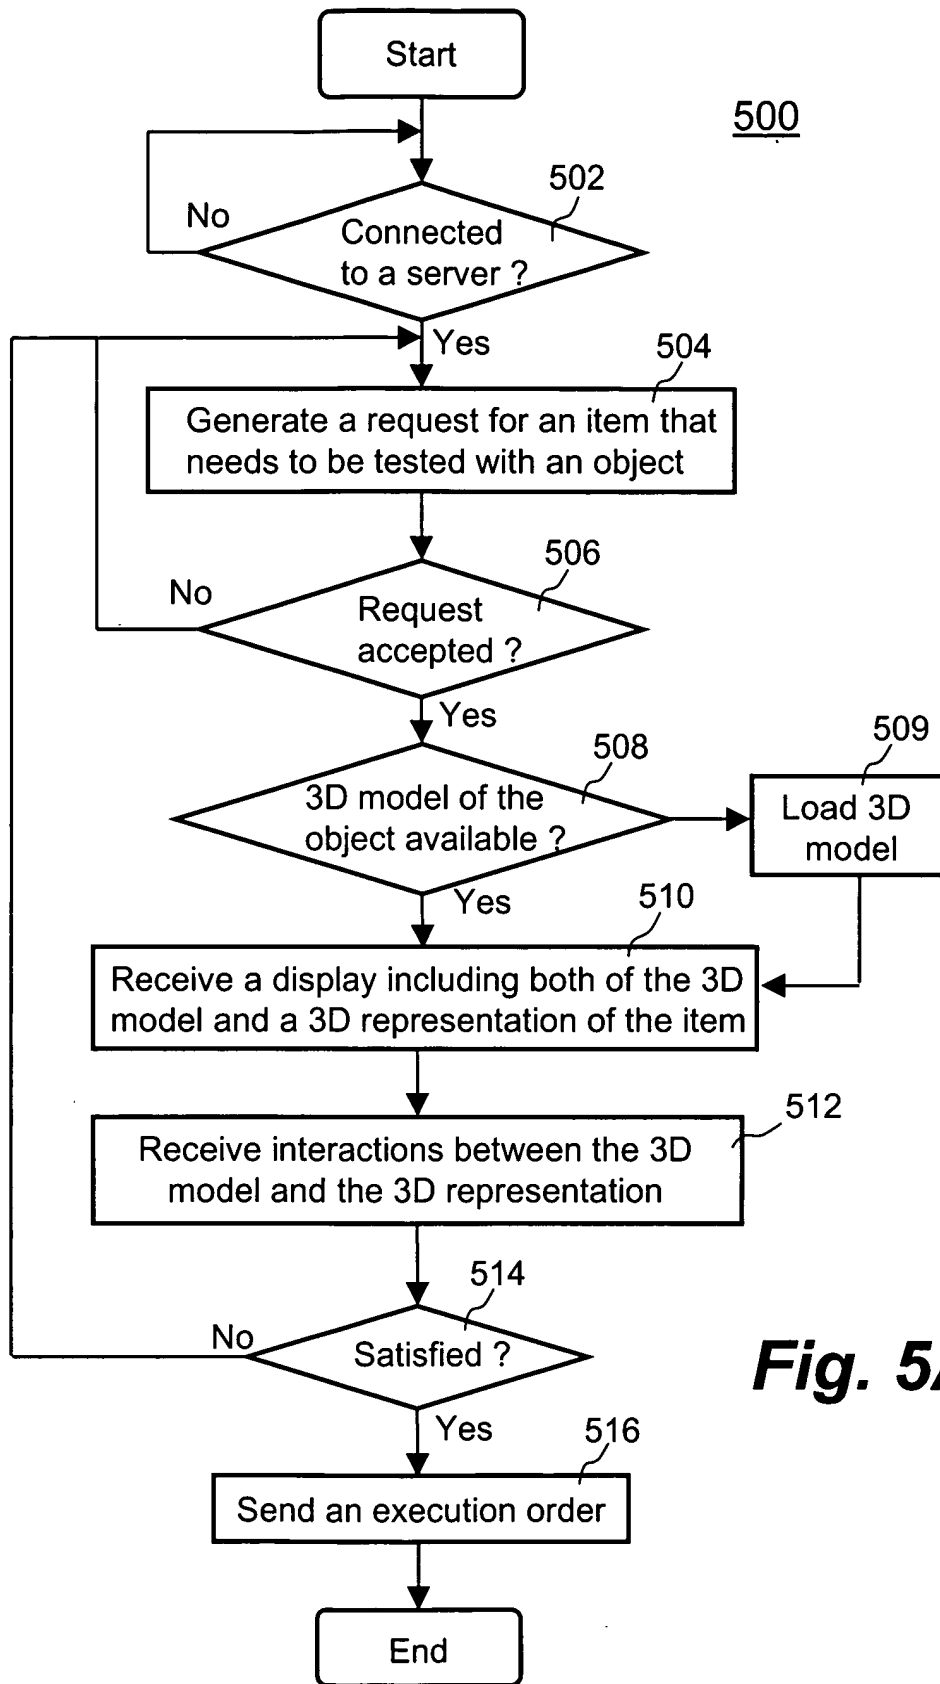 Start
500
502
No
Connected
to a server ?
Yes
504
Generate a request for an item that
needs to be tested with an object
506
No
Request
accepted ?
Yes
508
509
3D model of the
object available ?
Load 3D
model
Yes
510
Receive a display including both of the 3D
model and a 3D representation of the item
512
Receive interactions between the 3D
model and the 3D representation
514
No
Satisfied ?
Fig. 5A
Yes
516
Send an execution order
End